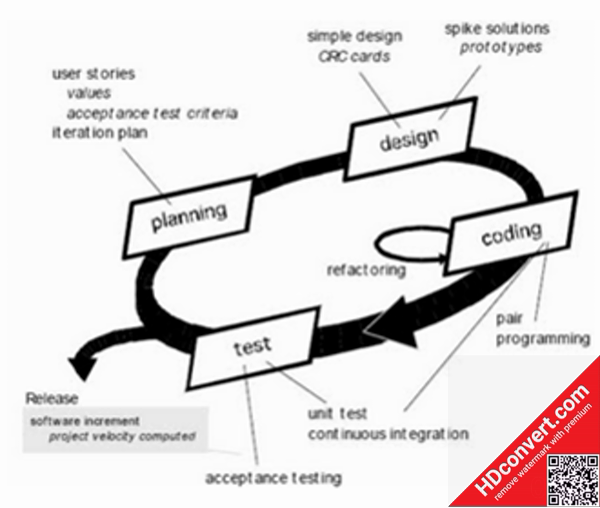 spike solutions
prototypes
simple design
CRC cards
user stories
values
acceptance test criteria
iteration plan
design
planning
coding
refactoring
pair
programming
test
Release
software increment
project velocity computed
unit test
continuous integration
acceptance testing
HDconvert.com
remove watermark with premium